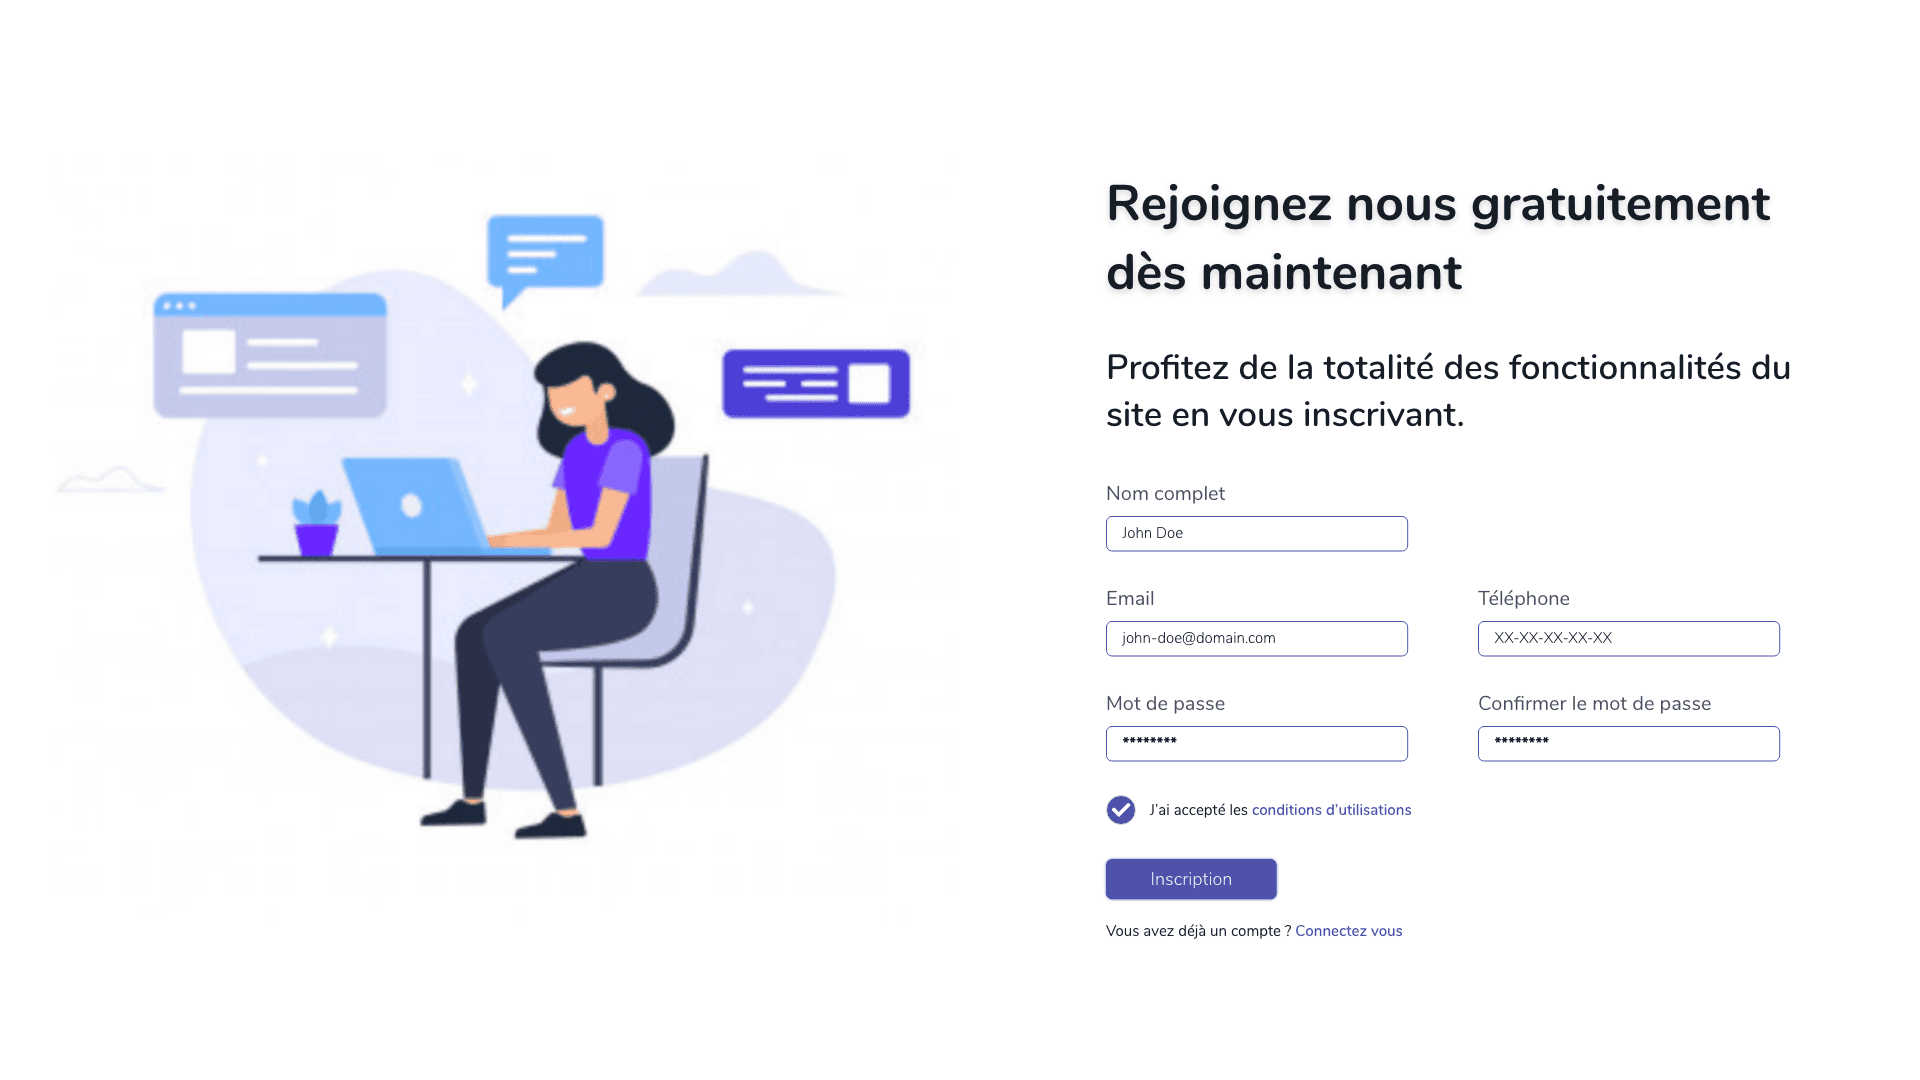 Rejoignez nous gratuitement
dès maintenant
Profitez de la totalité des fonctionnalités du
site en vous inscrivant.
Nom complet
John Doe
Email
Téléphone
john-doe@domain.com
XX-XX-XX-XX-XX
Mot de passe
Confirmer le mot de passe
********
********
J'ai accepté les conditions d'utilisations
Inscription
Vous avez déjà un compte ? Connectez vous